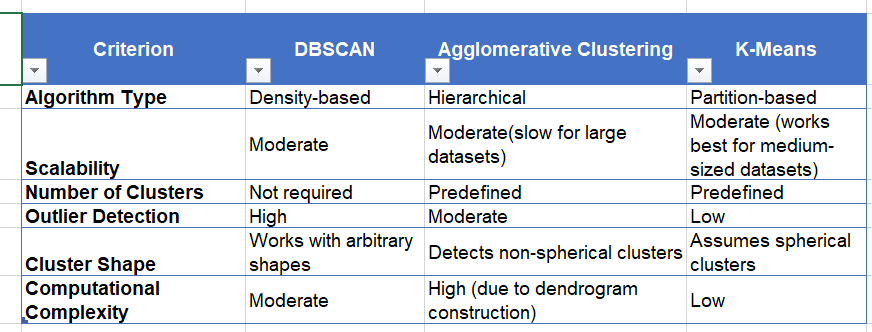 Criterion DBSCAN Agglomerative Clustering K-Means
Algorithm Type Density-based Hierarchical Partition-based
Scalability Moderate Moderate(slow for large datasets) Moderate (works best for medium-sized datasets)
Number of Clusters Not required Predefined Predefined
Outlier Detection High Moderate Low
Cluster Shape Works with arbitrary shapes Detects non-spherical clusters Assumes spherical clusters
Computational Complexity Moderate High (due to dendrogram construction) Low